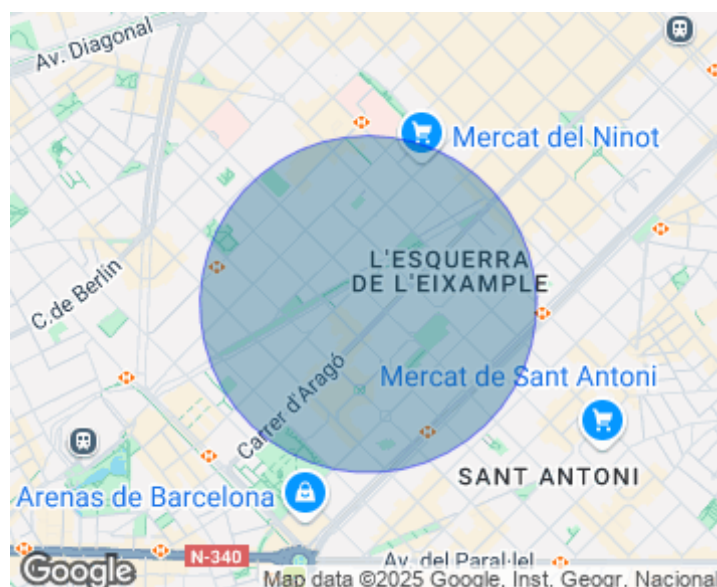 Av. Diagonal
Mercat del Ninot
L'ESQUERRA
DE L'EIXAMPLE
C. de Berlín
Carrer d'Aragó
Mercat de Sant Antoni
SANT ANTONI
Arenas de Barcelona
N-340
Av. del Paral·lel
Google
Map data ©2025 Google, Inst. Geogr. Nacional